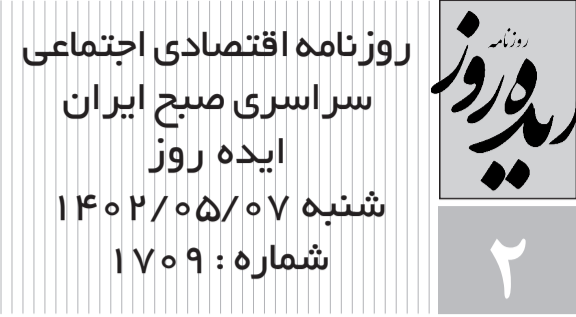 روزنامه
ایده روز
۲
روزنامه اقتصادی اجتماعی
سراسری صبح ایران
ایده روز
شنبه ۱۴۰۲/۰۵/۰۷
شماره : ۱۷۰۹